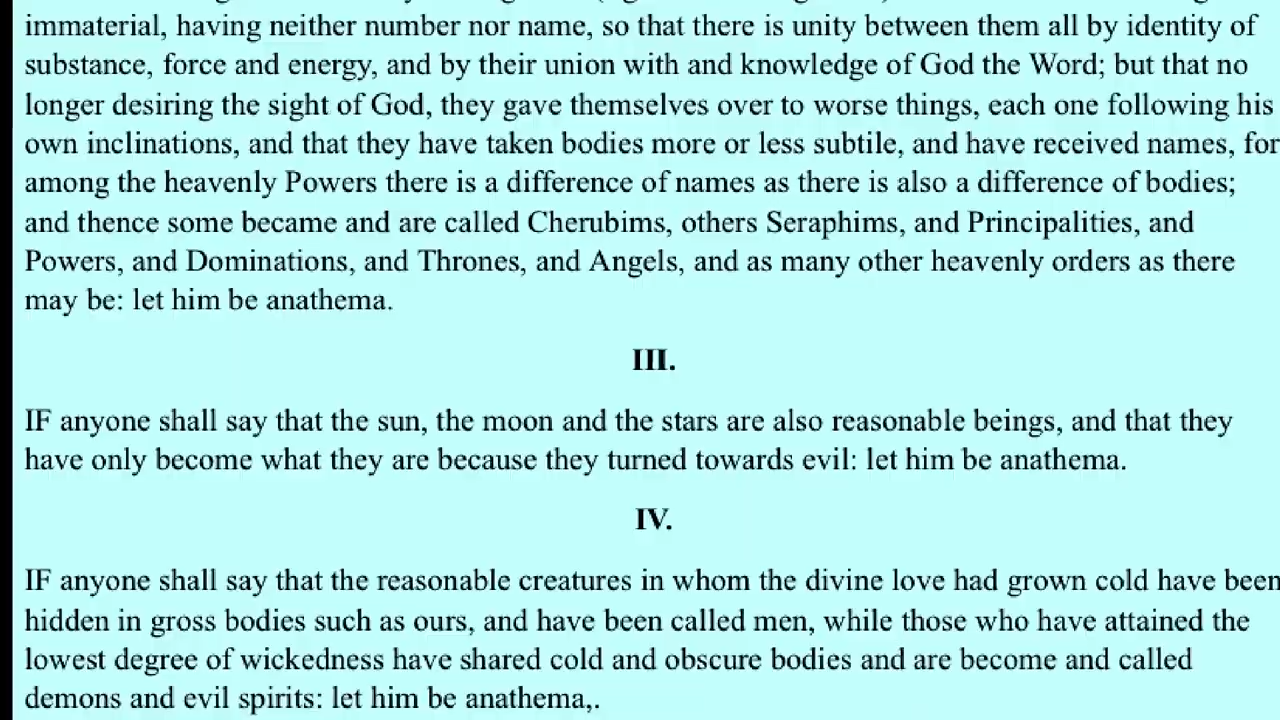 immaterial, having neither number nor name, so that there is unity between them all by identity of
substance, force and energy, and by their union with and knowledge of God the Word; but that no
longer desiring the sight of God, they gave themselves over to worse things, each one following his
own inclinations, and that they have taken bodies more or less subtile, and have received names, for
among the heavenly Powers there is a difference of names as there is also a difference of bodies;
and thence some became and are called Cherubims, others Seraphims, and Principalities, and
Powers, and Dominations, and Thrones, and Angels, and as many other heavenly orders as there
may be: let him be anathema.
III.
IF anyone shall say that the sun, the moon and the stars are also reasonable beings, and that they
have only become what they are because they turned towards evil: let him be anathema.
IV.
IF anyone shall say that the reasonable creatures in whom the divine love had grown cold have been
hidden in gross bodies such as ours, and have been called men, while those who have attained the
lowest degree of wickedness have shared cold and obscure bodies and are become and called
demons and evil spirits: let him be anathema,.